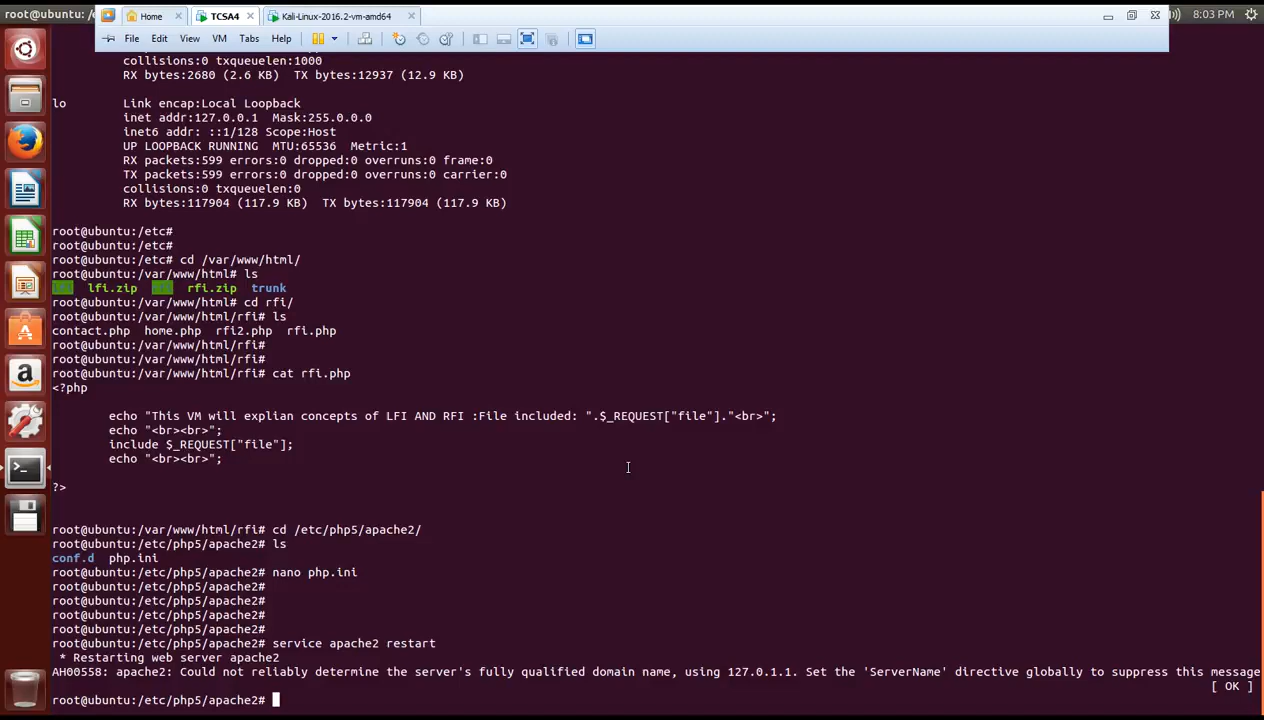 root@ubuntu: /e
Home
TCSA4
Kali-Linux-2016.2-vm-amd64
8:03 PM
File Edit View VM Tabs Help
collisions:0 txqueuelen:1000
RX bytes:2680 (2.6 KB)  TX bytes:12937 (12.9 KB)
lo        Link encap:Local Loopback
inet addr:127.0.0.1  Mask:255.0.0.0
inet6 addr: ::1/128 Scope:Host
UP LOOPBACK RUNNING  MTU:65536  Metric:1
RX packets:599 errors:0 dropped:0 overruns:0 frame:0
TX packets:599 errors:0 dropped:0 overruns:0 carrier:0
collisions:0 txqueuelen:0
RX bytes:117904 (117.9 KB)  TX bytes:117904 (117.9 KB)
root@ubuntu:/etc#
root@ubuntu:/etc#
root@ubuntu:/etc# cd /var/www/html/
root@ubuntu:/var/www/html# ls
lfi.zip  rfi.zip  trunk
root@ubuntu:/var/www/html# cd rfi/
root@ubuntu:/var/www/html/rfi# ls
contact.php  home.php  rfi2.php  rfi.php
root@ubuntu:/var/www/html/rfi#
root@ubuntu:/var/www/html/rfi#
root@ubuntu:/var/www/html/rfi# cat rfi.php
<?php
echo "This VM will explian concepts of LFI AND RFI :File included: ".$_REQUEST["file"]."<br>";
echo "<br><br>";
include $_REQUEST["file"];
echo "<br><br>";
?>
root@ubuntu:/var/www/html/rfi# cd /etc/php5/apache2/
root@ubuntu:/etc/php5/apache2# ls
conf.d  php.ini
root@ubuntu:/etc/php5/apache2# nano php.ini
root@ubuntu:/etc/php5/apache2#
root@ubuntu:/etc/php5/apache2#
root@ubuntu:/etc/php5/apache2#
root@ubuntu:/etc/php5/apache2#
root@ubuntu:/etc/php5/apache2# service apache2 restart
* Restarting web server apache2
AH00558: apache2: Could not reliably determine the server's fully qualified domain name, using 127.0.1.1. Set the 'ServerName' directive globally to suppress this message
[ OK ]
root@ubuntu:/etc/php5/apache2#